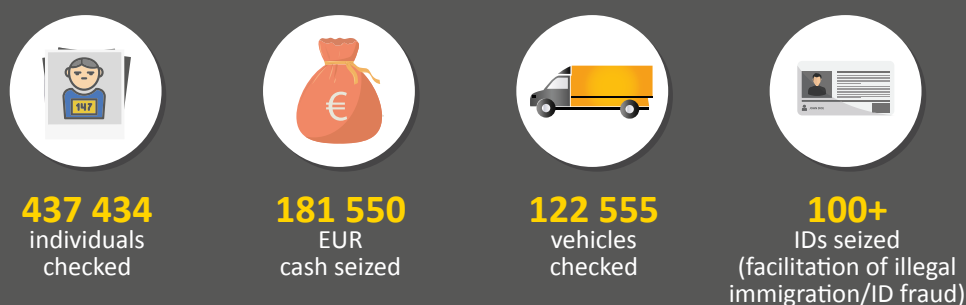 147
437 434
individuals
checked
€
181 550
EUR
cash seized
122 555
vehicles
checked
100+
IDs seized
(facilitation of illegal
immigration/ID fraud)